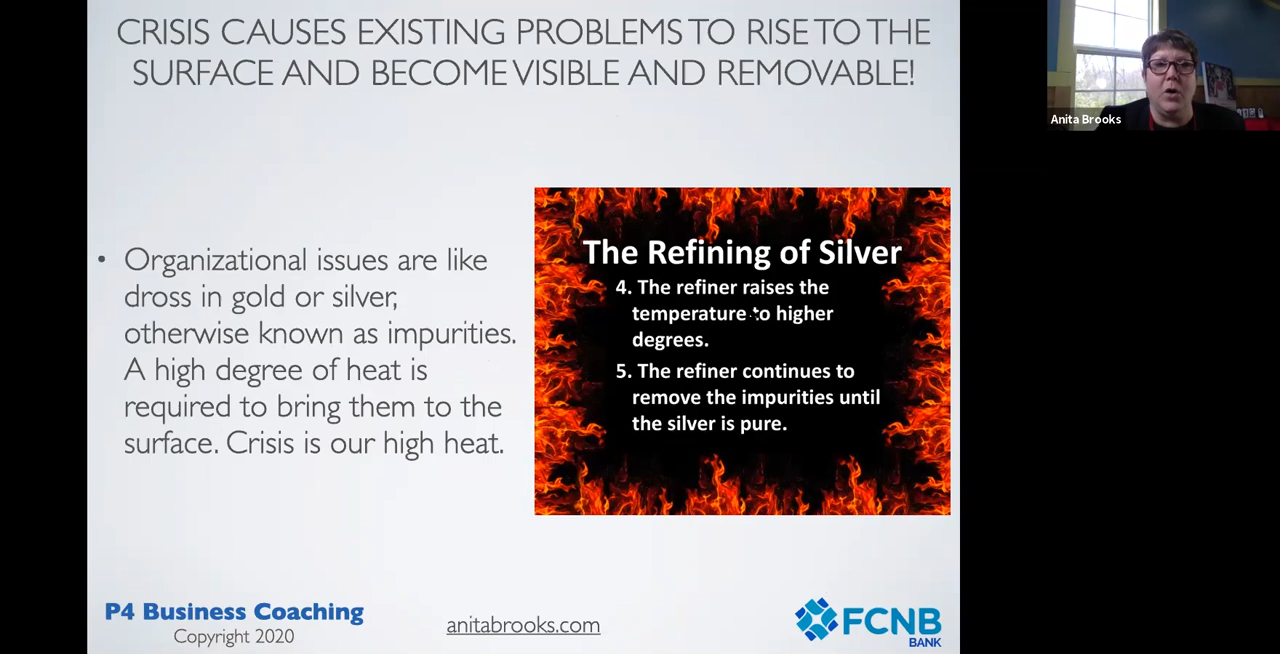 CRISIS CAUSES EXISTING PROBLEMS TO RISE TO THE
SURFACE AND BECOME VISIBLE AND REMOVABLE!
Anita Brooks
• Organizational issues are like
dross in gold or silver,
otherwise known as impurities.
A high degree of heat is
required to bring them to the
surface. Crisis is our high heat.
The Refining of Silver
4. The refiner raises the
temperature to higher
degrees.
5. The refiner continues to
remove the impurities until
the silver is pure.
P4 Business Coaching
Copyright 2020
anitabrooks.com
FCNB
BANK